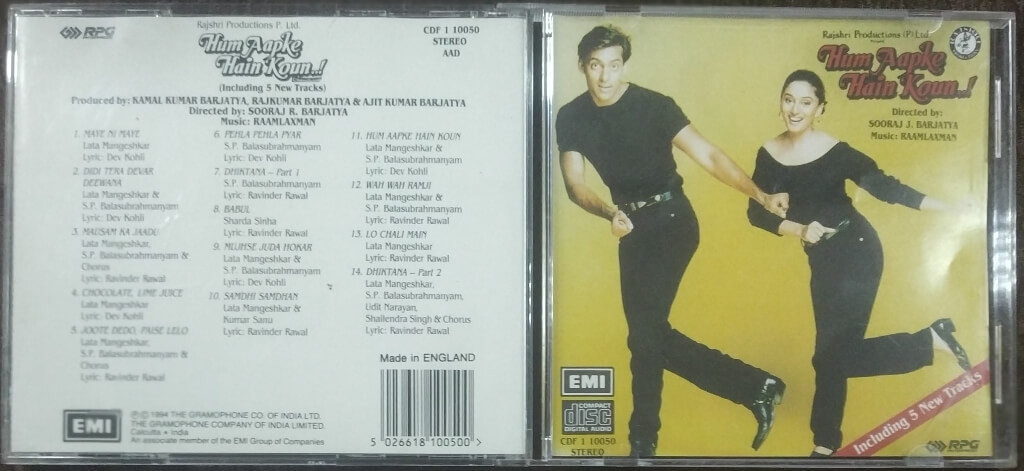 RPG
Rajshri Productions P. Ltd.
Hum Aapke
Hain Koun..!
(Including 5 New Tracks)
CDF 1 10050
STEREO
AAD
Produced by: KAMAL KUMAR BARJATYA, RAJKUMAR BARJATYA & AJIT KUMAR BARJATYA
Directed by: SOORAJ R. BARJATYA
Music: RAAMLAXMAN
1. MAYE NI MAYE
Lata Mangeshkar
Lyric: Dev Kohli
2. DIDI TERA DEVAR
DEEWANA
Lata Mangeshkar &
S.P. Balasubrahmanyam
Lyric: Dev Kohli
3. MAUSAM KA JAADU
Lata Mangeshkar,
S.P. Balasubrahmanyam &
Chorus
Lyric: Ravinder Rawal
4. CHOCOLATE, LIME JUICE
Lata Mangeshkar
Lyric: Dev Kohli
5. JOOTE DEDO, PAISE LELO
Lata Mangeshkar,
S.P. Balasubrahmanyam &
Chorus
Lyric: Ravinder Rawal
6. PEHLA PEHLA PYAR
S.P. Balasubrahmanyam
Lyric: Dev Kohli
7. DHIKTANA – Part 1
S.P. Balasubrahmanyam
Lyric: Ravinder Rawal
8. BABUL
Sharda Sinha
Lyric: Ravinder Rawal
9. MUJHSE JUDA HOKAR
Lata Mangeshkar &
S.P. Balasubrahmanyam
Lyric: Dev Kohli
10. SAMDHI SAMDHAN
Lata Mangeshkar &
Kumar Sanu
Lyric: Ravinder Rawal
11. HUM AAPKE HAIN KOUN
Lata Mangeshkar &
S.P. Balasubrahmanyam
Lyric: Dev Kohli
12. WAH WAH RAMJI
Lata Mangeshkar &
S.P. Balasubrahmanyam
Lyric: Ravinder Rawal
13. LO CHALI MAIN
Lata Mangeshkar
Lyric: Ravinder Rawal
14. DHIKTANA – Part 2
Lata Mangeshkar,
S.P. Balasubrahmanyam,
Udit Narayan,
Shailendra Singh & Chorus
Lyric: Ravinder Rawal
Made in ENGLAND
5 026618 100500 >
EMI
℗ © 1994 THE GRAMOPHONE CO. OF INDIA LTD.
THE GRAMOPHONE COMPANY OF INDIA LIMITED.
Calcutta • India
An associate member of the EMI Group of Companies
Rajshri Productions (P) Ltd.
Hum Aapke
Hain Koun..!
Directed by:
SOORAJ J. BARJATYA
Music: RAAMLAXMAN
EMI
COMPACT
disc
DIGITAL AUDIO
CDF 1 10050
STEREO
Including 5 New Tracks
RPG